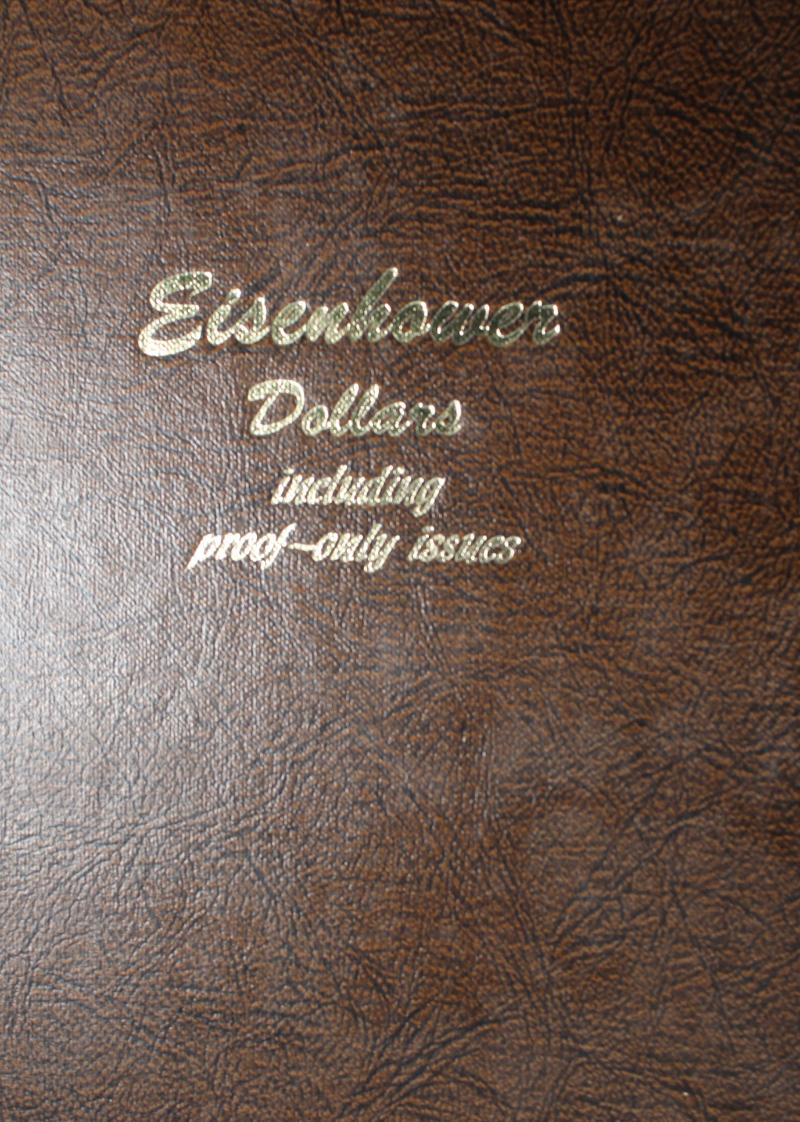 Eisenhower
Dollars
including
proof-only issues